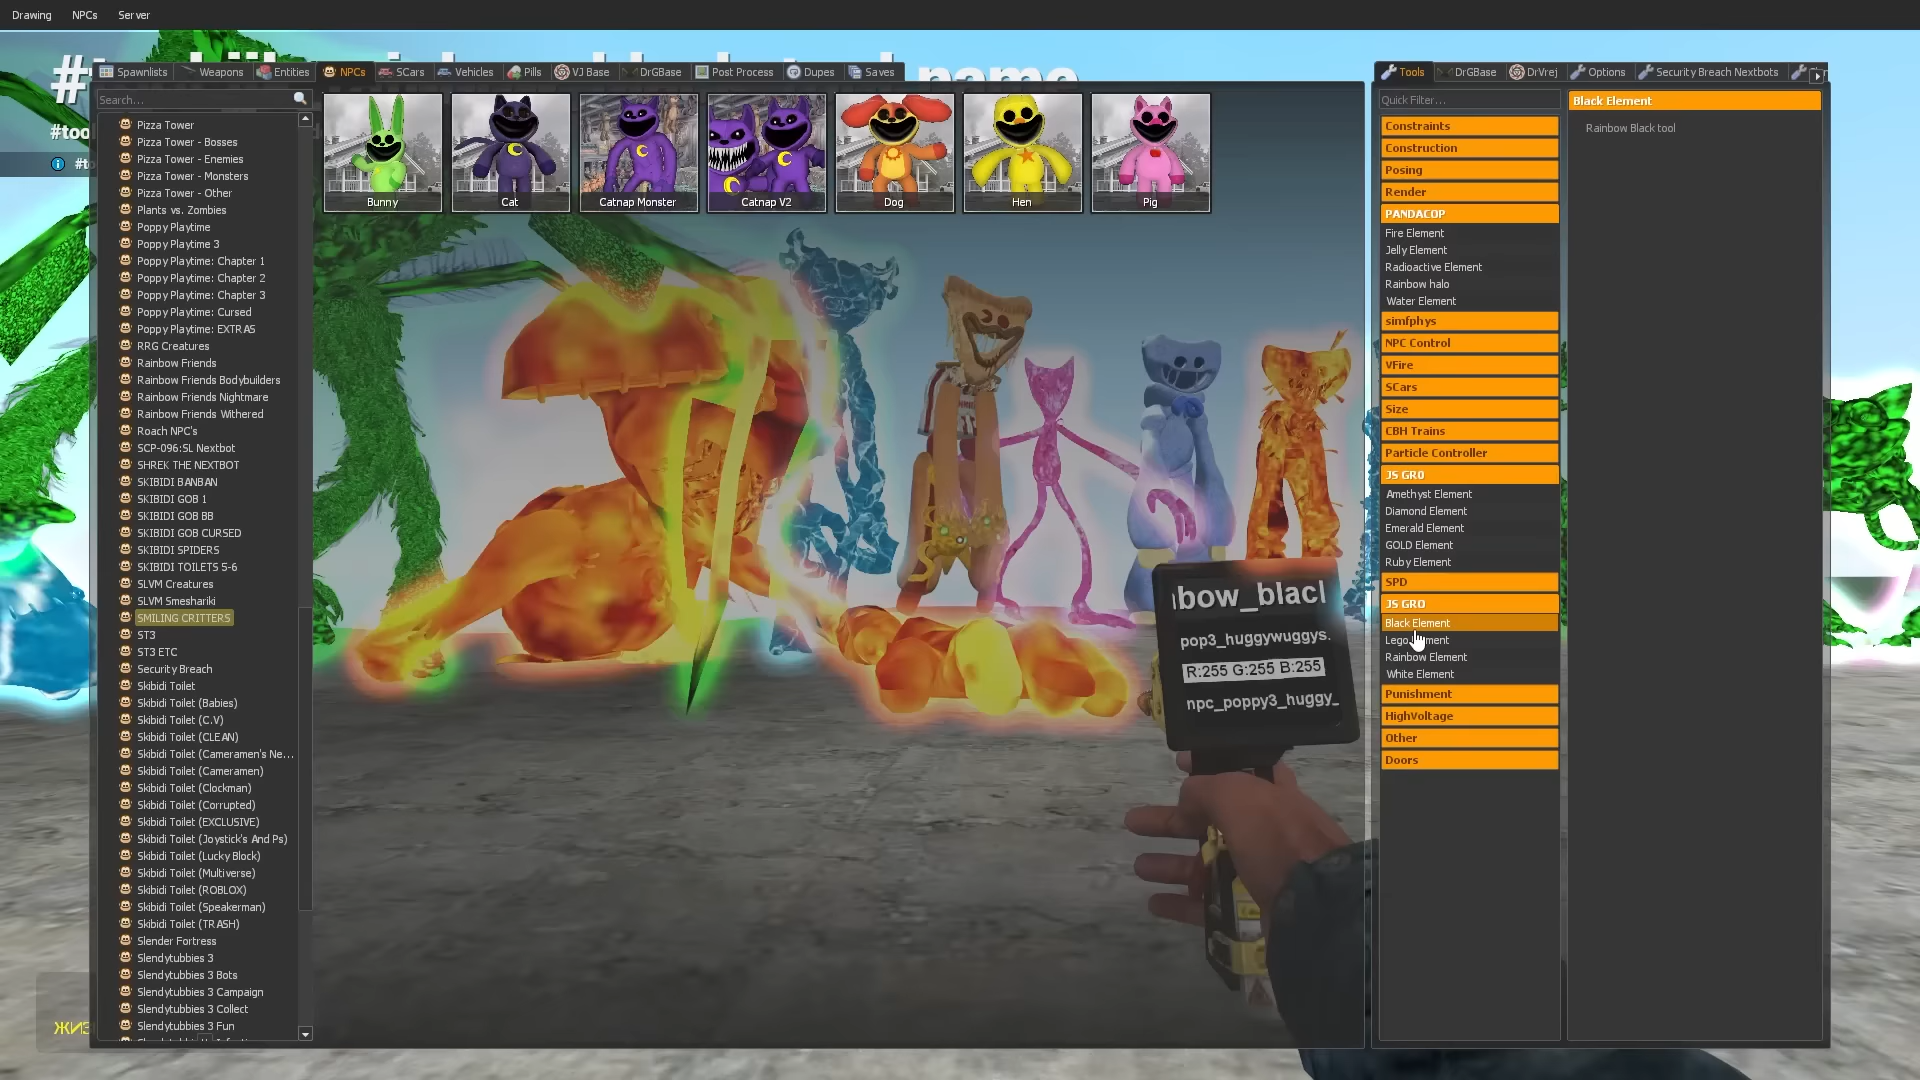 Drawing NPCs Server
#too name
Spawnlists Weapons Entities NPCs SCars Vehicles Pills VJ Base DrGBase Post Process Dupes Saves
Search...
#too
#to
Pizza Tower
Pizza Tower - Bosses
Pizza Tower - Enemies
Pizza Tower - Monsters
Pizza Tower - Other
Plants vs. Zombies
Poppy Playtime
Poppy Playtime 3
Poppy Playtime: Chapter 1
Poppy Playtime: Chapter 2
Poppy Playtime: Chapter 3
Poppy Playtime: Cursed
Poppy Playtime: EXTRAS
RRG Creatures
Rainbow Friends
Rainbow Friends Bodybuilders
Rainbow Friends Nightmare
Rainbow Friends Withered
Roach NPC's
SCP-096:SL Nextbot
SHREK THE NEXTBOT
SKIBIDI BANBAN
SKIBIDI GOB 1
SKIBIDI GOB BB
SKIBIDI GOB CURSED
SKIBIDI SPIDERS
SKIBIDI TOILETS 5-6
SLVM Creatures
SLVM Smeshariki
SMILING CRITTERS
ST3
ST3 ETC
Security Breach
Skibidi Toilet
Skibidi Toilet (Babies)
Skibidi Toilet (C.V)
Skibidi Toilet (CLEAN)
Skibidi Toilet (Cameramen's Ne...
Skibidi Toilet (Cameramen)
Skibidi Toilet (Clockman)
Skibidi Toilet (Corrupted)
Skibidi Toilet (EXCLUSIVE)
Skibidi Toilet (Joystick's And Ps)
Skibidi Toilet (Lucky Block)
Skibidi Toilet (Multiverse)
Skibidi Toilet (ROBLOX)
Skibidi Toilet (Speakerman)
Skibidi Toilet (TRASH)
Slender Fortress
Slendytubbies 3
Slendytubbies 3 Bots
Slendytubbies 3 Campaign
Slendytubbies 3 Collect
Slendytubbies 3 Fun
ЖИЗ
Bunny Cat Catnap Monster Catnap V2 Dog Hen Pig
bow_blacl
pop3_huggywuggys.
R:255 G:255 B:255
npc_poppy3_huggy_
Tools DrGBase DrVrej Options Security Breach Nextbots
Quick Filter...
Constraints
Construction
Posing
Render
PANDACOP
Fire Element
Jelly Element
Radioactive Element
Rainbow halo
Water Element
simfphys
NPC Control
VFire
SCars
Size
CBH Trains
Particle Controller
JS GRO
Amethyst Element
Diamond Element
Emerald Element
GOLD Element
Ruby Element
SPD
JS GRO
Black Element
Lego Element
Rainbow Element
White Element
Punishment
HighVoltage
Other
Doors
Black Element
Rainbow Black tool